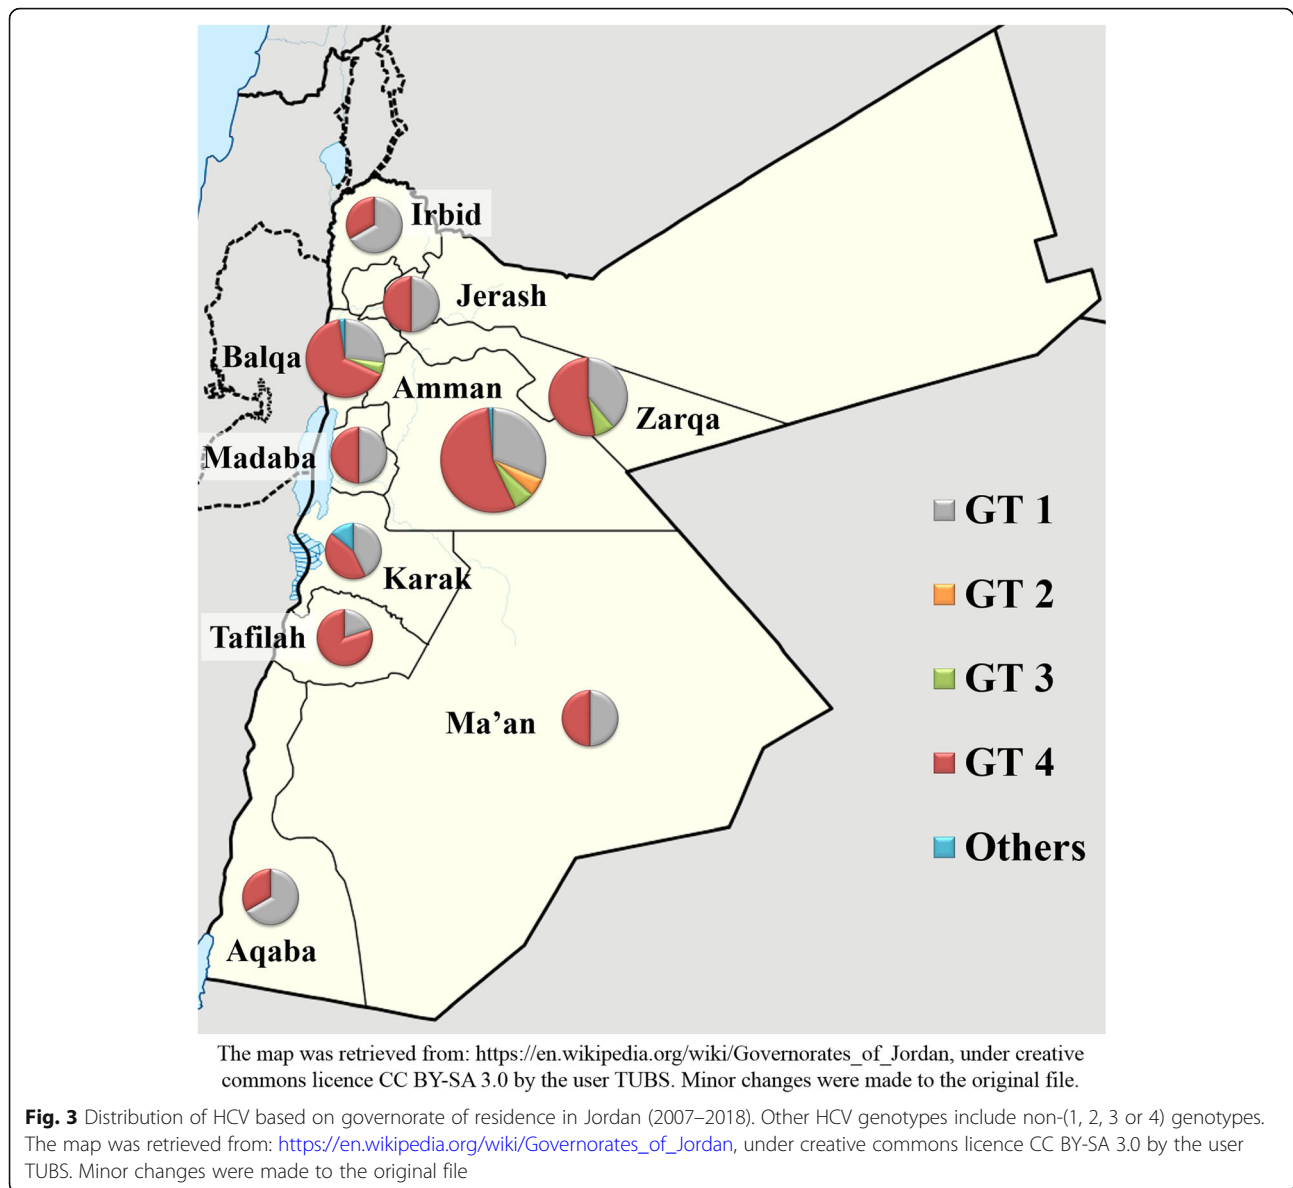 Irbid
Jerash
Balqa
Amman
Zarqa
Madaba
Karak
Tafilah
Ma’an
Aqaba
GT 1
GT 2
GT 3
GT 4
Others
The map was retrieved from: https://en.wikipedia.org/wiki/Governorates_of_Jordan, under creative
commons licence CC BY-SA 3.0 by the user TUBS. Minor changes were made to the original file.
Fig. 3 Distribution of HCV based on governorate of residence in Jordan (2007–2018). Other HCV genotypes include non-(1, 2, 3 or 4) genotypes.
The map was retrieved from: https://en.wikipedia.org/wiki/Governorates_of_Jordan, under creative commons licence CC BY-SA 3.0 by the user
TUBS. Minor changes were made to the original file